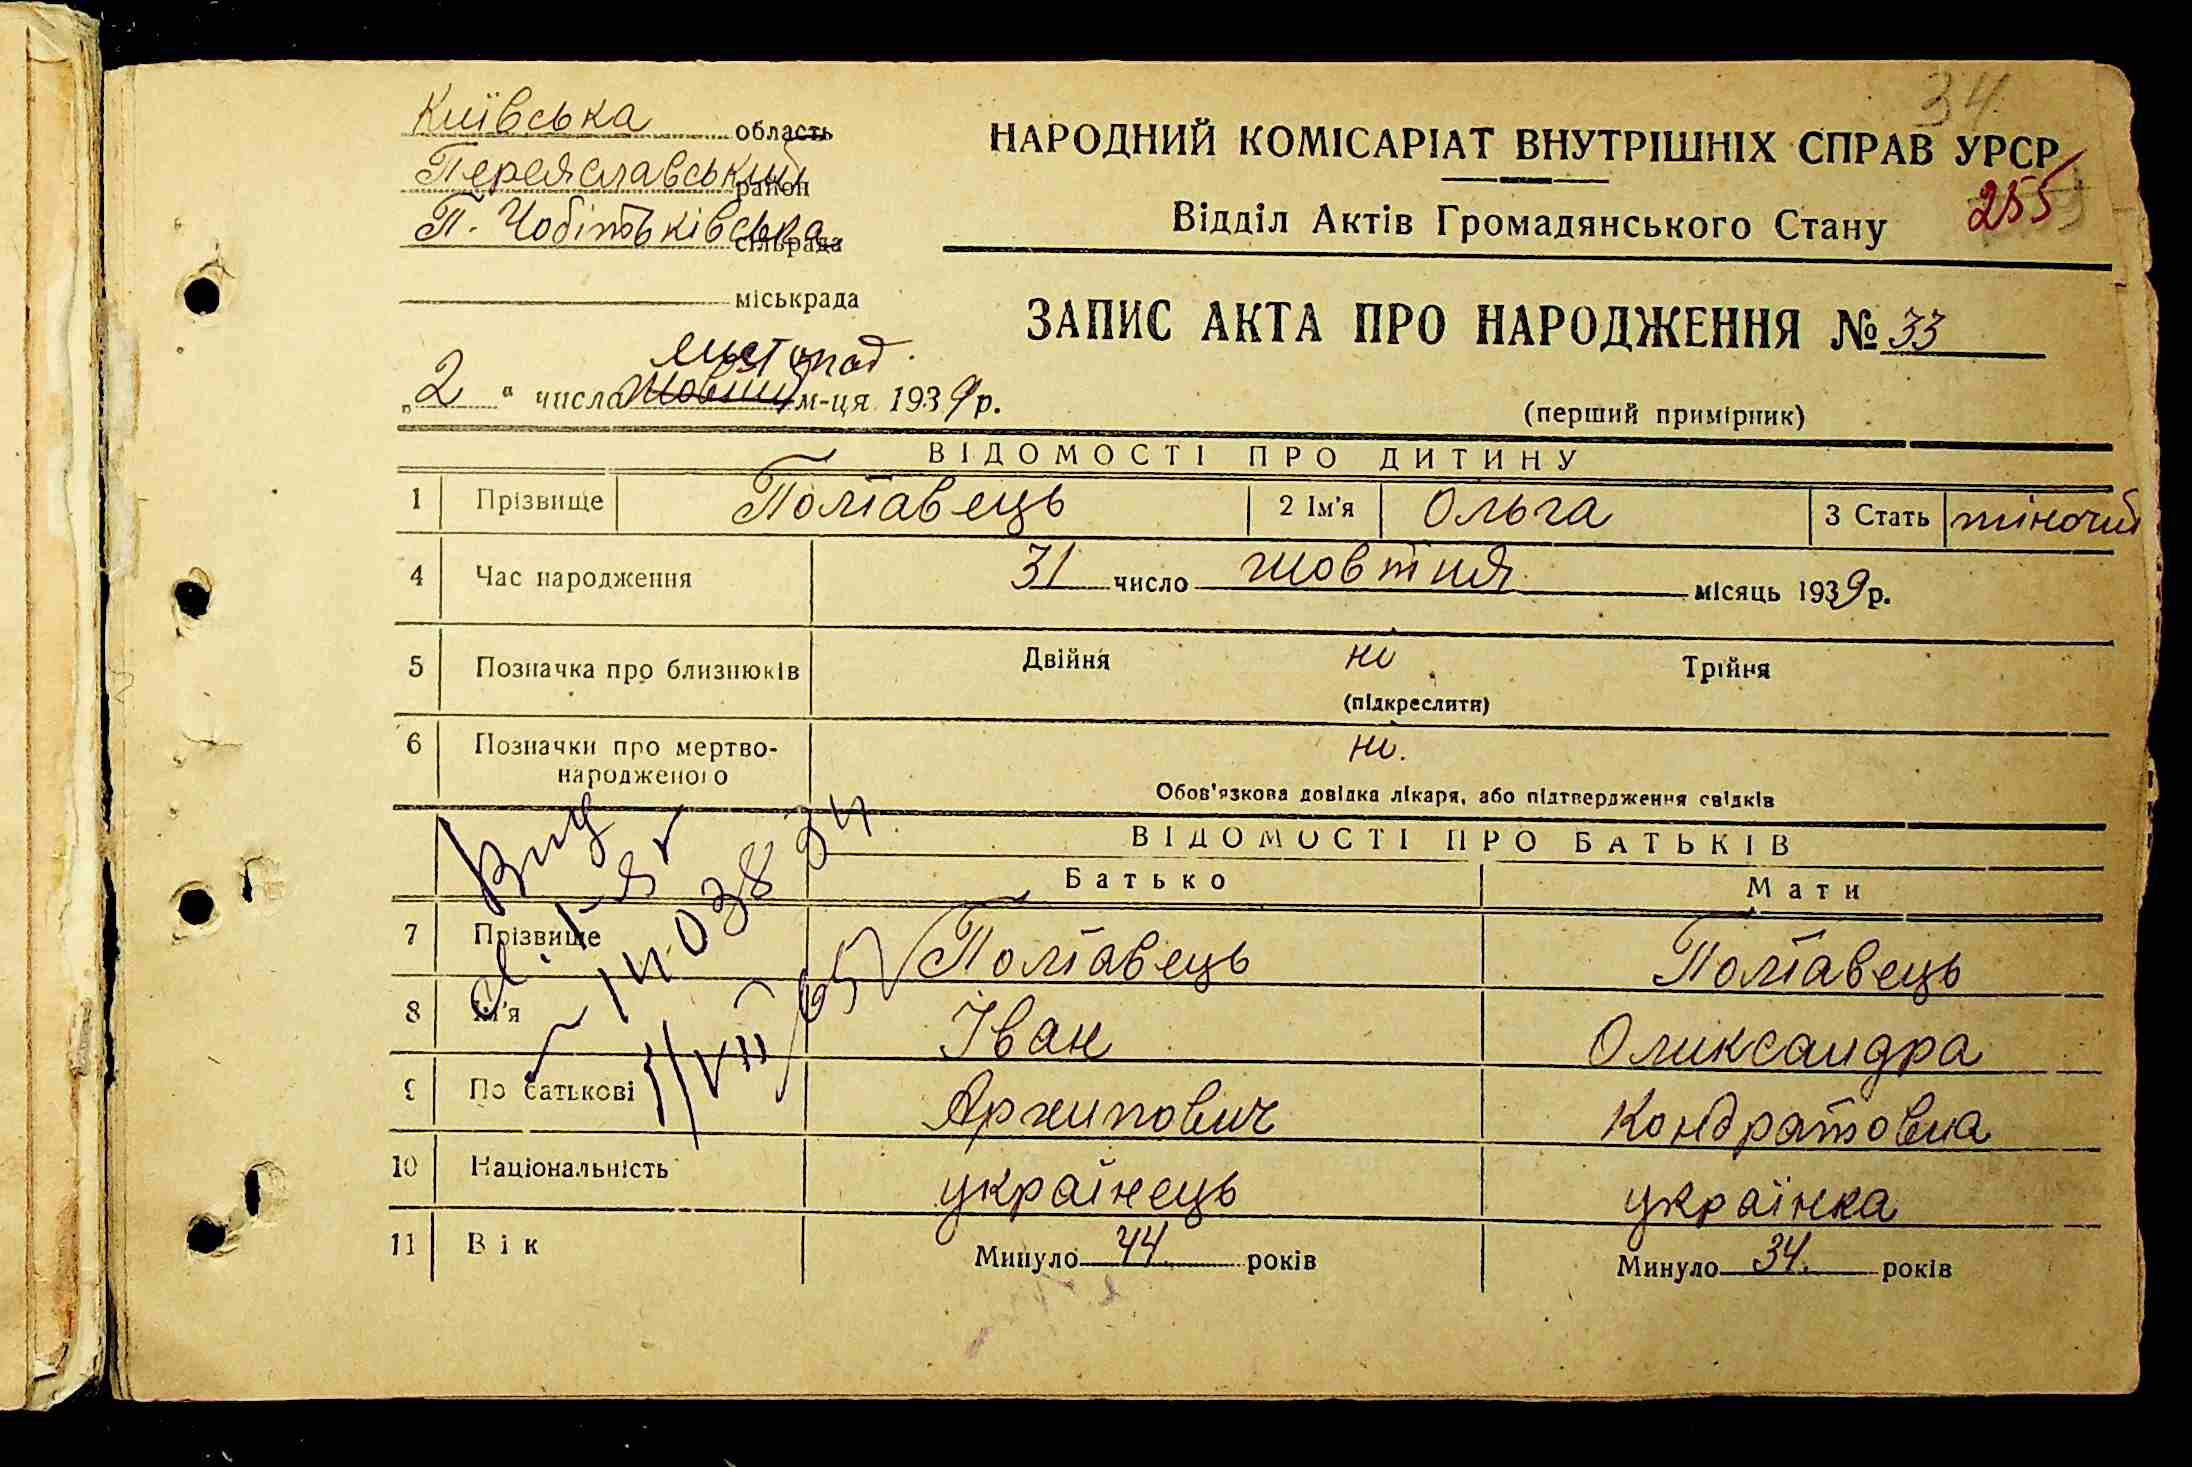 34
Київська область
НАРОДНИЙ КОМІСАРІАТ ВНУТРІШНІХ СПРАВ УРСР
Переяславський район
255
П. Чобітьківська сільрада
Відділ Актів Громадянського Стану
міськрада
ЗАПИС АКТА ПРО НАРОДЖЕННЯ № 33
листопад.
„2“ числа м-ця 1939 р.
(перший примірник)
ВІДОМОСТІ ПРО ДИТИНУ
1 Прізвище Полтавець 2 Ім'я Ольга 3 Стать жіночий
4 Час народження 31 число жовтня місяць 1939 р.
5 Позначка про близнюків Двійня ні Трійня
(підкреслити)
6 Позначки про мертво-
народженого ні.
Обов'язкова довідка лікаря, або підтвердження свідків
ВІДОМОСТІ ПРО БАТЬКІВ
Батько Мати
7 Прізвище Полтавець Полтавець
8 Ім'я Іван Олександра
9 По батькові Архипович Кондратовна
10 Національність українець українка
11 Вік Минуло 44 років Минуло 34. років